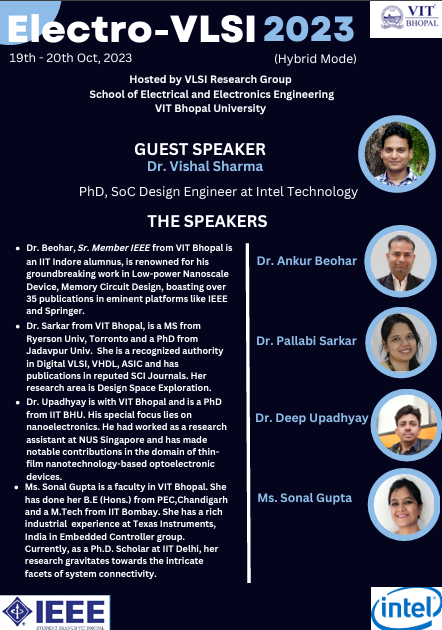 Electro-VLSI 2023
VIT
BHOPAL
19th - 20th Oct, 2023
(Hybrid Mode)
Hosted by VLSI Research Group
School of Electrical and Electronics Engineering
VIT Bhopal University
GUEST SPEAKER
Dr. Vishal Sharma
PhD, SoC Design Engineer at Intel Technology
THE SPEAKERS
• Dr. Beohar, Sr. Member IEEE from VIT Bhopal is
an IIT Indore alumnus, is renowned for his
groundbreaking work in Low-power Nanoscale
Device, Memory Circuit Design, boasting over
35 publications in eminent platforms like IEEE
and Springer.
• Dr. Sarkar from VIT Bhopal, is a MS from
Ryerson Univ, Torronto and a PhD from
Jadavpur Univ. She is a recognized authority
in Digital VLSI, VHDL, ASIC and has
publications in reputed SCI Journals. Her
research area is Design Space Exploration.
• Dr. Upadhyay is with VIT Bhopal and is a PhD
from IIT BHU. His special focus lies on
nanoelectronics. He had worked as a research
assistant at NUS Singapore and has made
notable contributions in the domain of thin-
film nanotechnology-based optoelectronic
devices.
• Ms. Sonal Gupta is a faculty in VIT Bhopal. She
has done her B.E (Hons.) from PEC,Chandigarh
and a M.Tech from IIT Bombay. She has a rich
industrial experience at Texas Instruments,
India in Embedded Controller group.
Currently, as a Ph.D. Scholar at IIT Delhi, her
research gravitates towards the intricate
facets of system connectivity.
Dr. Ankur Beohar
Dr. Pallabi Sarkar
Dr. Deep Upadhyay
Ms. Sonal Gupta
IEEE
STUDENT BRANCH VIT BHOPAL
intel